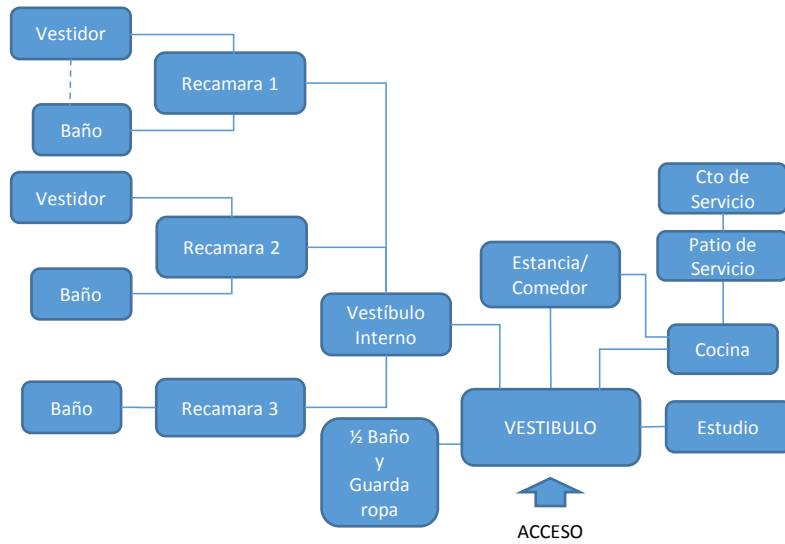 Vestidor
Recamara 1
Baño
Vestidor
Recamara 2
Baño
Vestíbulo
Interno
Baño
Recamara 3
½ Baño
y
Guarda
ropa
Estancia/
Comedor
Cto de
Servicio
Patio de
Servicio
Cocina
VESTIBULO
Estudio
ACCESO